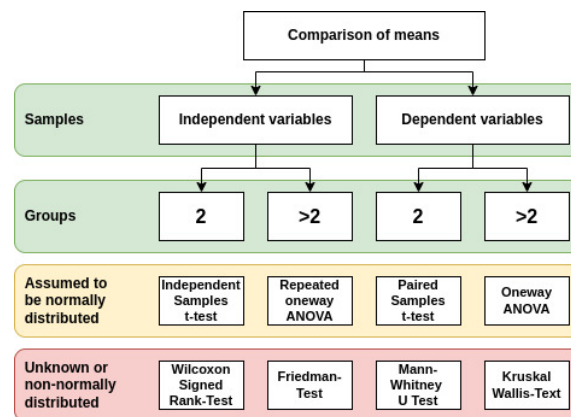 Comparison of means
Samples
Independent variables
Dependent variables
Groups
2
>2
2
>2
Assumed to
be normally
distributed
Independent
Samples
t-test
Repeated
oneway
ANOVA
Paired
Samples
t-test
Oneway
ANOVA
Unknown or
non-normally
distributed
Wilcoxon
Signed
Rank-Test
Friedman-
Test
Mann-
Whitney
U Test
Kruskal
Wallis-Text